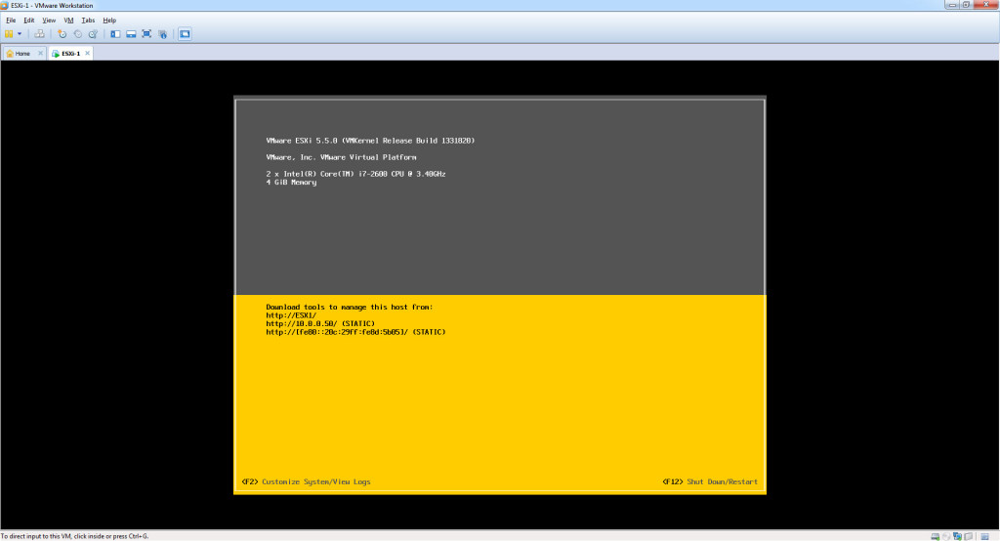 ESXi-1 - VMware Workstation
File Edit View VM Tabs Help
Home ESXi-1
VMware ESXi 5.5.0 (VMKernel Release Build 1331820)
VMware, Inc. VMware Virtual Platform
2 x Intel(R) Core(TM) i7-2600 CPU @ 3.40GHz
4 GiB Memory
Download tools to manage this host from:
http://ESX1/
http://10.0.0.50/ (STATIC)
http://[fe80::20c:29ff:fe8d:5b05]/ (STATIC)
<F2> Customize System/View Logs <F12> Shut Down/Restart
To direct input to this VM, click inside or press Ctrl+G.